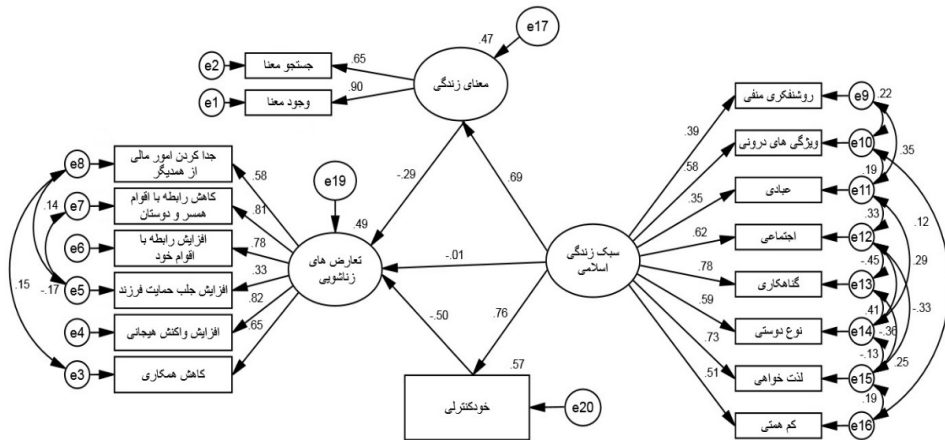 e17
.47
معنای زندگی
e2
جستجو معنا
.65
e1
وجود معنا
.90
e8
جدا کردن امور مالی
از همدیگر
.58
e7
کاهش رابطه با اقوام
همسر و دوستان
.81
e6
افزایش رابطه با
اقوام خود
.78
e5
افزایش جلب حمایت فرزند
.33
e4
افزایش واکنش هیجانی
.82
e3
کاهش همکاری
.65
.14
-.17
.15
e19
.49
تعارض های
زناشویی
-.29
.69
-.01
-.50
.76
.57
خودکنترلی
e20
سبک زندگی
اسلامی
.39
روشنفکری منفی
e9
.58
ویژگی های درونی
e10
.35
عبادی
e11
.62
اجتماعی
e12
.78
گناهکاری
e13
.59
نوع دوستی
e14
.73
لذت خواهی
e15
.51
کم همتی
e16
.22
.35
.19
.12
.33
.29
-.45
-.33
.41
-.36
-.13
.25
.19